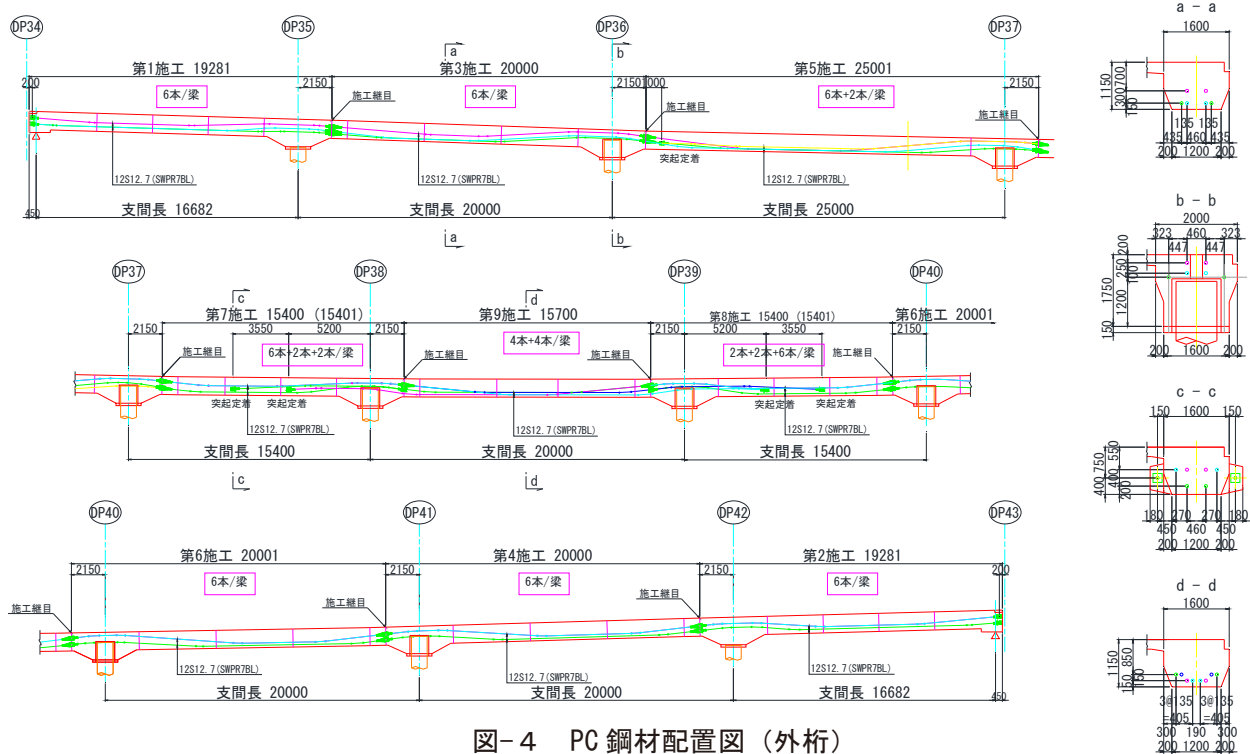 DP34 DP35 DP36 DP37
a b
第1施工 19281 第3施工 20000 第5施工 25001
200 2150 2150 1000 2150
6本/梁 6本/梁 6本+2本/梁
施工継目 施工継目 施工継目
突起定着
12S12.7(SWPR7BL) 12S12.7(SWPR7BL) 12S12.7(SWPR7BL)
450 支間長 16682 支間長 20000 支間長 25000
a b
DP37 DP38 DP39 DP40
c d
第7施工 15400 (15401) 第9施工 15700 第8施工 15400 (15401) 第6施工 20001
2150 3550 5200 2150 2150 5200 3550 2150
6本+2本+2本/梁 4本+4本/梁 2本+2本+6本/梁
施工継目 施工継目 施工継目 施工継目
突起定着 突起定着 突起定着 突起定着
12S12.7(SWPR7BL) 12S12.7(SWPR7BL) 12S12.7(SWPR7BL)
支間長 15400 支間長 20000 支間長 15400
c d
DP40 DP41 DP42 DP43
第6施工 20001 第4施工 20000 第2施工 19281
2150 2150 2150 200
6本/梁 6本/梁 6本/梁
施工継目 施工継目 施工継目
12S12.7(SWPR7BL) 12S12.7(SWPR7BL) 12S12.7(SWPR7BL)
支間長 20000 支間長 20000 支間長 16682 450
a - a
1600
1150
700
300
150
135 135
435 460 435
200 1200 200
b - b
2000
323 460 323
447 447
200
250
100
1750
1200
150
200 1600 200
c - c
150 1600 150
550
750
400
400
200
180 270 270 180
450 460 450
200 1200 200
d - d
1600
1150
850
150
150
3@135 3@135
=405 =405
300 190 300
200 1200 200
図-4 PC鋼材配置図（外桁）